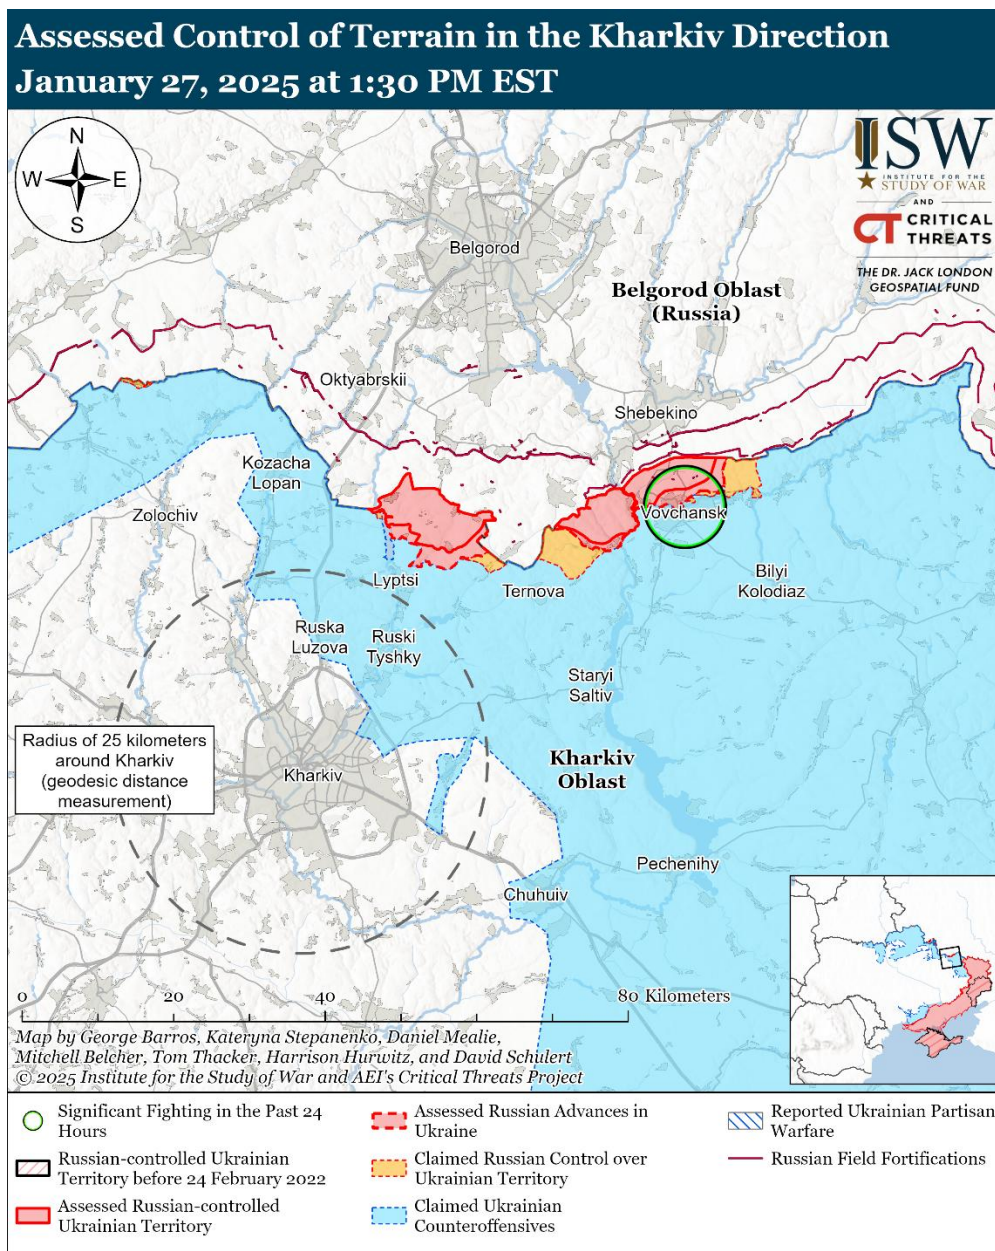 Assessed Control of Terrain in the Kharkiv Direction
January 27, 2025 at 1:30 PM EST
N
W
E
S
ISW
INSTITUTE FOR THE
STUDY OF WAR
AND
CT CRITICAL
THREATS
THE DR. JACK LONDON
GEOSPATIAL FUND
Belgorod
Belgorod Oblast
(Russia)
Oktyabrskii
Shebekino
Kozacha
Lopan
Zolochiv
Vovchansk
Lyptsi
Ternova
Bilyi
Kolodiaz
Ruska
Luzova
Ruski
Tyshky
Staryi
Saltiv
Radius of 25 kilometers
around Kharkiv
(geodesic distance
measurement)
Kharkiv
Kharkiv
Oblast
Pechenihy
Chuhuiv
0
20
40
80 Kilometers
Map by George Barros, Kateryna Stepanenko, Daniel Mealie,
Mitchell Belcher, Tom Thacker, Harrison Hurwitz, and David Schulert
© 2025 Institute for the Study of War and AEI's Critical Threats Project
Significant Fighting in the Past 24
Hours
Russian-controlled Ukrainian
Territory before 24 February 2022
Assessed Russian-controlled
Ukrainian Territory
Assessed Russian Advances in
Ukraine
Claimed Russian Control over
Ukrainian Territory
Claimed Ukrainian
Counteroffensives
Reported Ukrainian Partisan
Warfare
Russian Field Fortifications